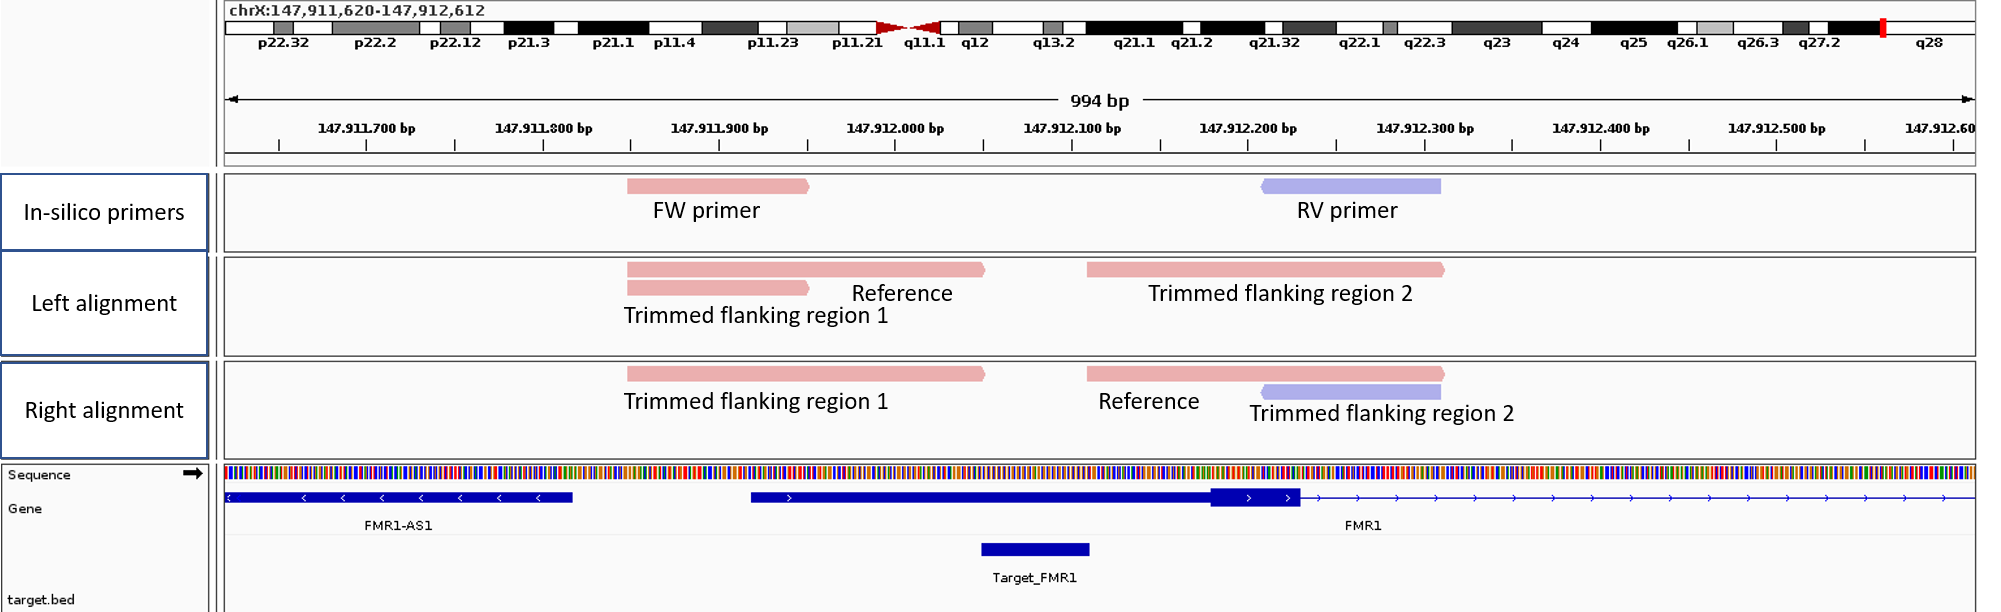 chrX:147,911,620-147,912,612
p22.32 p22.2 p22.12 p21.3 p21.1 p11.4 p11.23 p11.21 q11.1 q12 q13.2 q21.1 q21.2 q21.32 q22.1 q22.3 q23 q24 q25 q26.1 q26.3 q27.2 q28
994 bp
147.911.700 bp 147.911.800 bp 147.911.900 bp 147.912.000 bp 147.912.100 bp 147.912.200 bp 147.912.300 bp 147.912.400 bp 147.912.500 bp 147.912.60
In-silico primers
FW primer RV primer
Left alignment
Reference Trimmed flanking region 2
Trimmed flanking region 1
Right alignment
Trimmed flanking region 1 Reference Trimmed flanking region 2
Sequence
Gene
FMR1-AS1 FMR1
Target_FMR1
target.bed